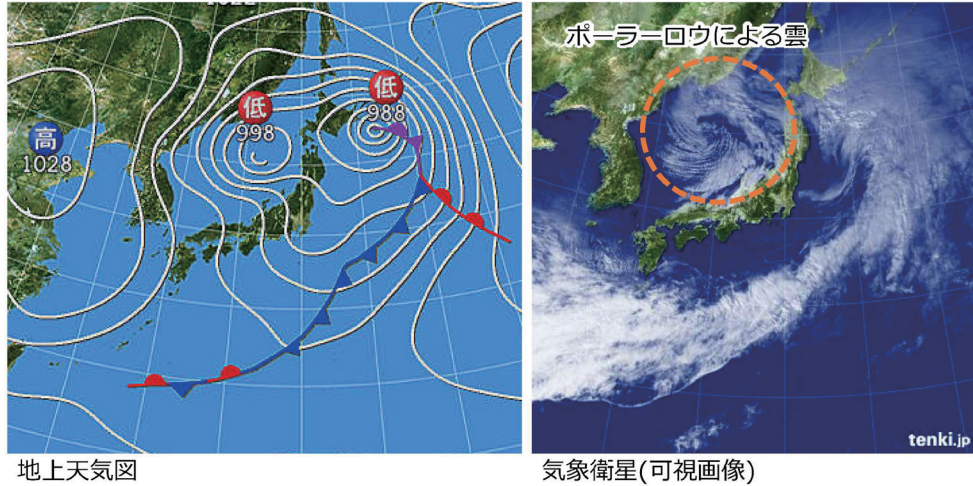 低
988
低
998
高
1028
地上天気図
ポーラーロウによる雲
tenki.jp
気象衛星(可視画像)